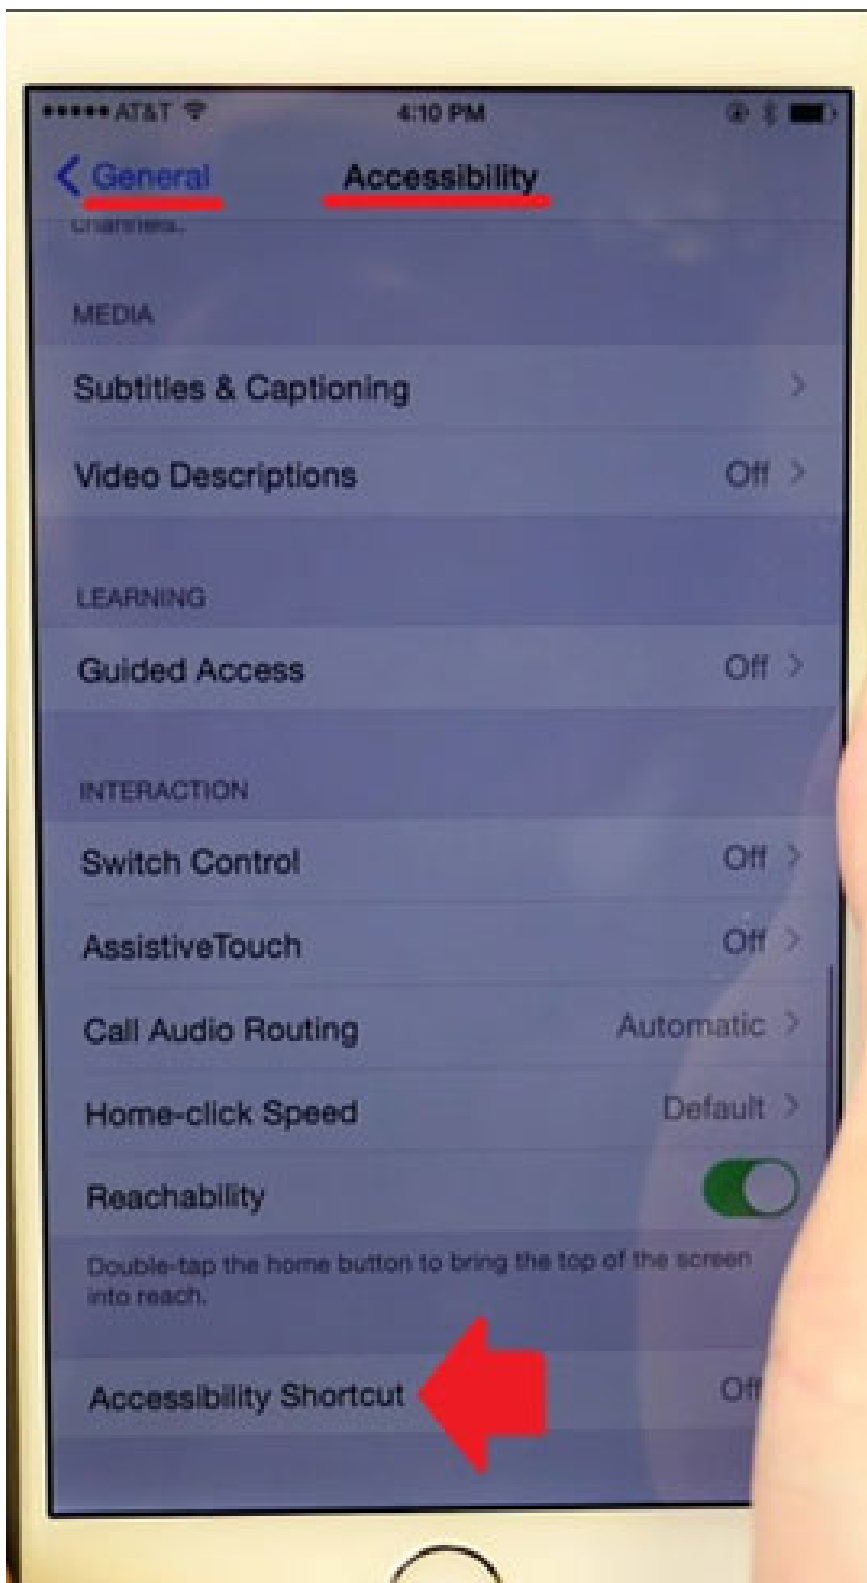 AT&T 4:10 PM
General Accessibility
Channels.
MEDIA
Subtitles & Captioning
Video Descriptions Off
LEARNING
Guided Access Off
INTERACTION
Switch Control Off
AssistiveTouch Off
Call Audio Routing Automatic
Home-click Speed Default
Reachability
Double-tap the home button to bring the top of the screen
into reach.
Accessibility Shortcut Off